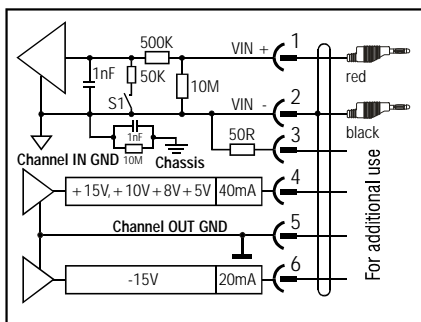 500K
VIN +
1
1nF
50K
10M
red
S1
VIN -
2
black
1nF
50R
3
Channel IN GND
10M
Chassis
+15V,+10V+8V+5V
40mA
4
Channel OUT GND
5
-15V
20mA
6
For additional use